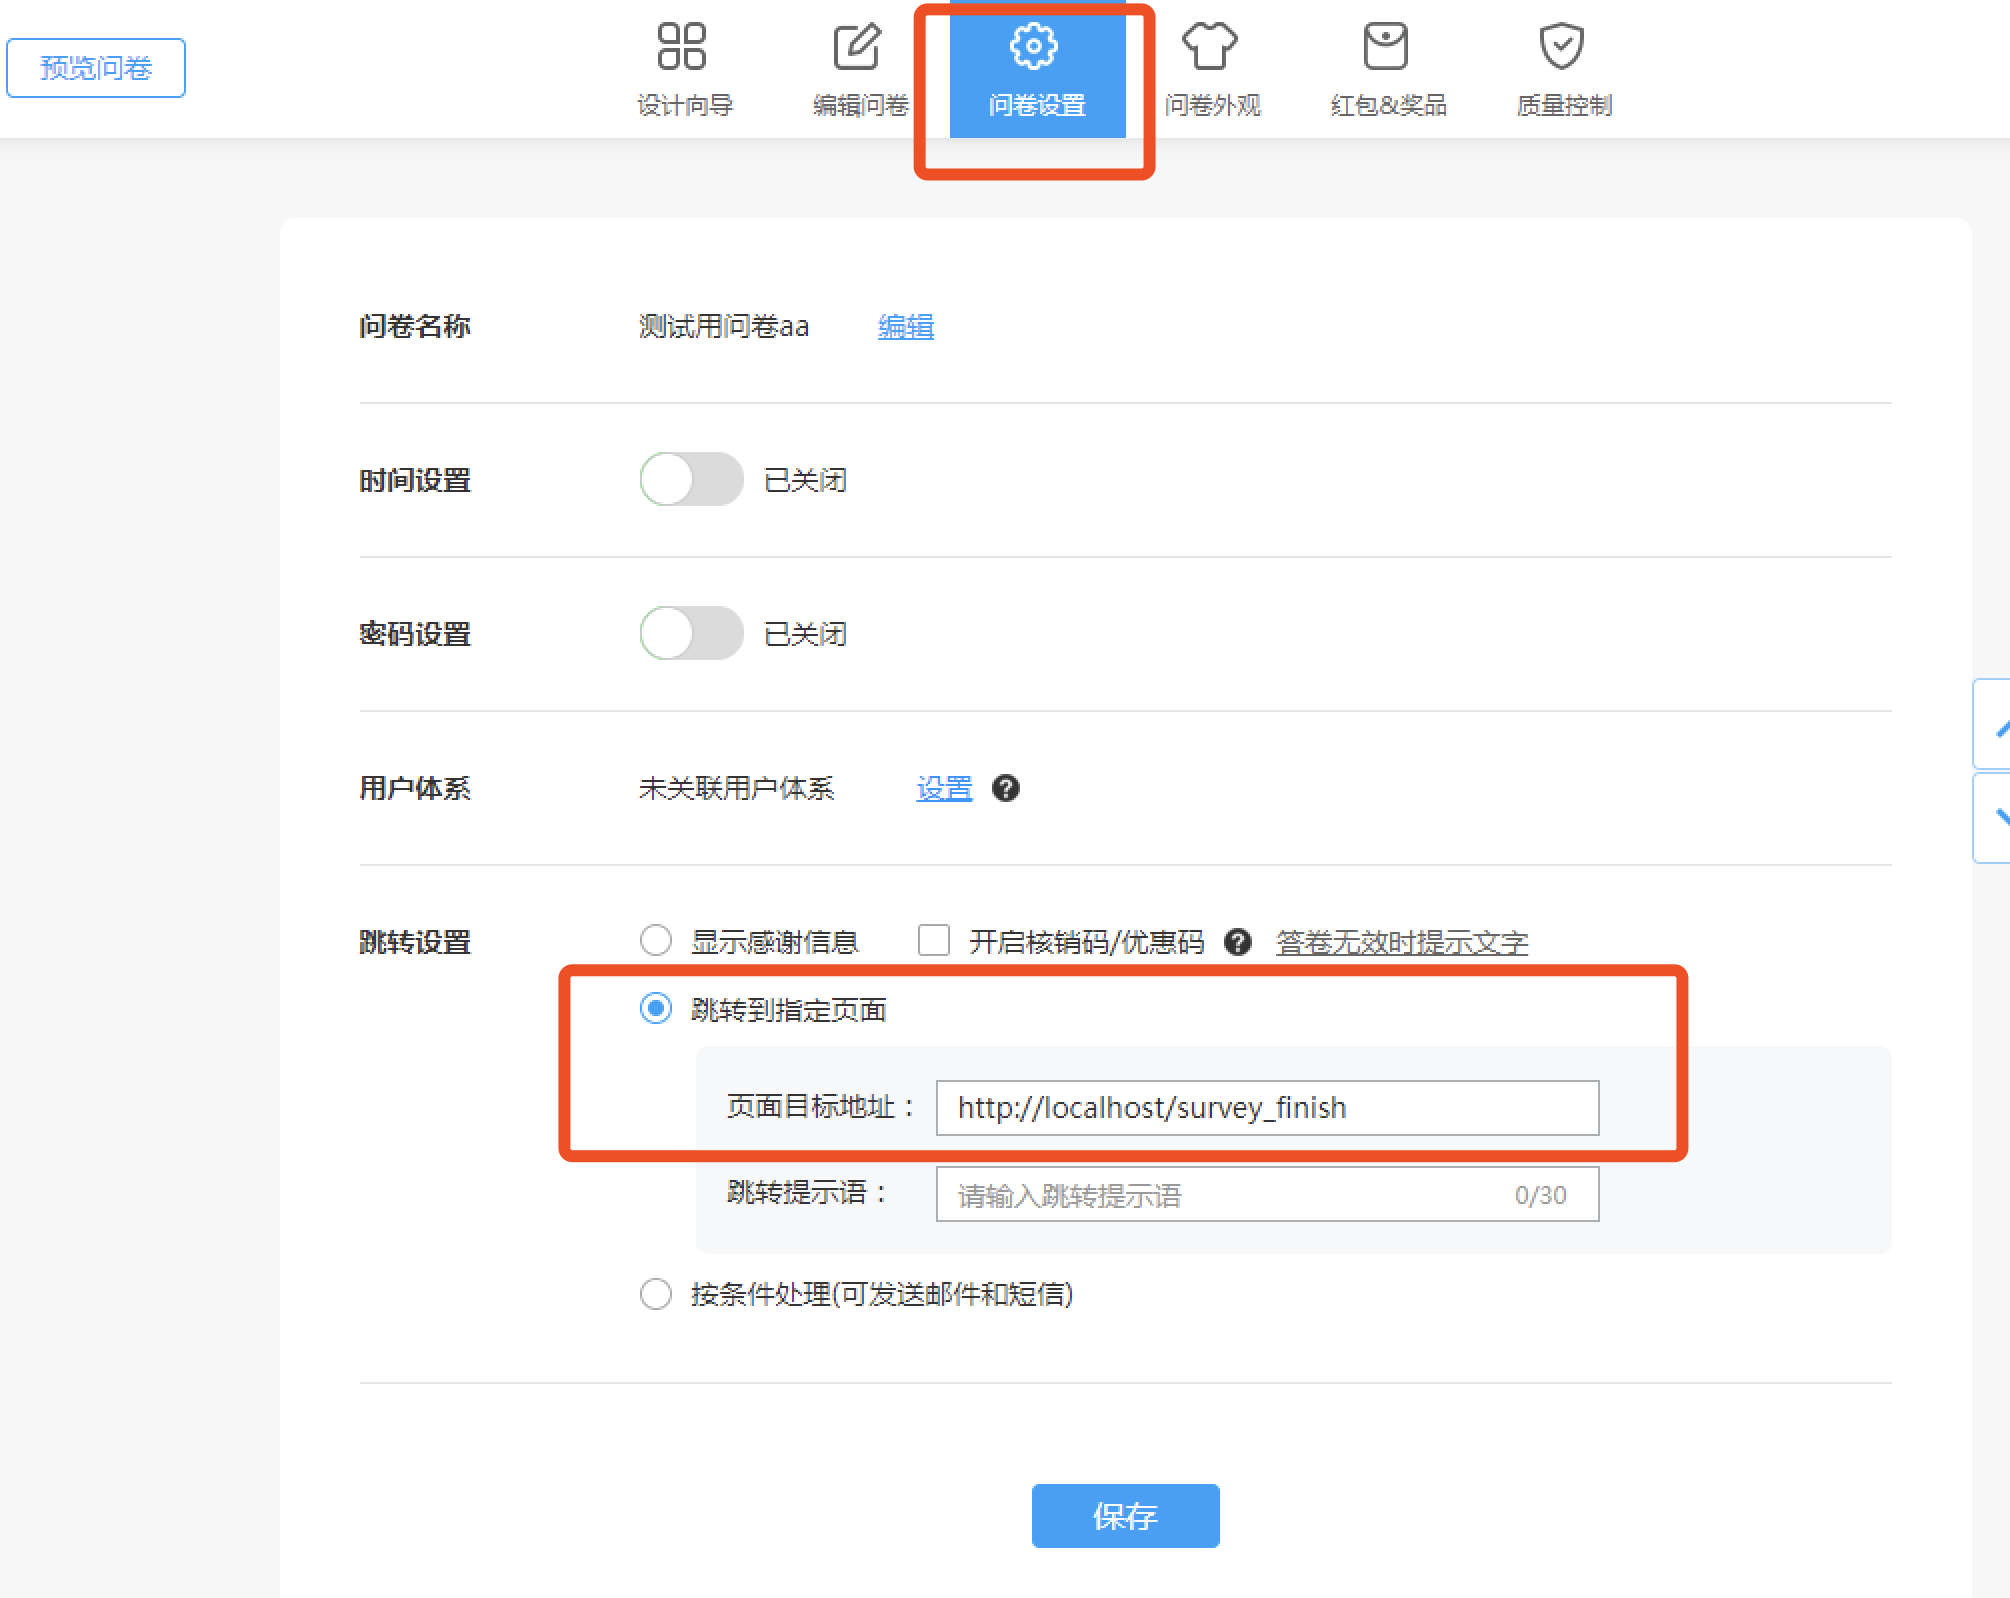 预览问卷
设计向导
编辑问卷
问卷设置
问卷外观
红包&奖品
质量控制
问卷名称 测试用问卷aa 编辑
时间设置 已关闭
密码设置 已关闭
用户体系 未关联用户体系 设置 ?
跳转设置 显示感谢信息 开启核销码/优惠码 ? 答卷无效时提示文字
跳转到指定页面
页面目标地址： http://localhost/survey_finish
跳转提示语： 请输入跳转提示语 0/30
按条件处理(可发送邮件和短信)
保存